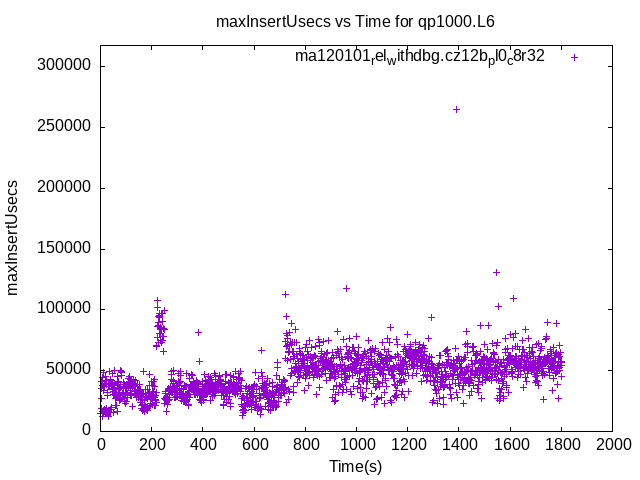 maxInsertUsecs vs Time for qp1000.L6
ma120101relwithdbg.cz12bpl0c8r32
300000
250000
200000
150000
100000
50000
0
maxInsertUsecs
0 200 400 600 800 1000 1200 1400 1600 1800 2000
Time(s)